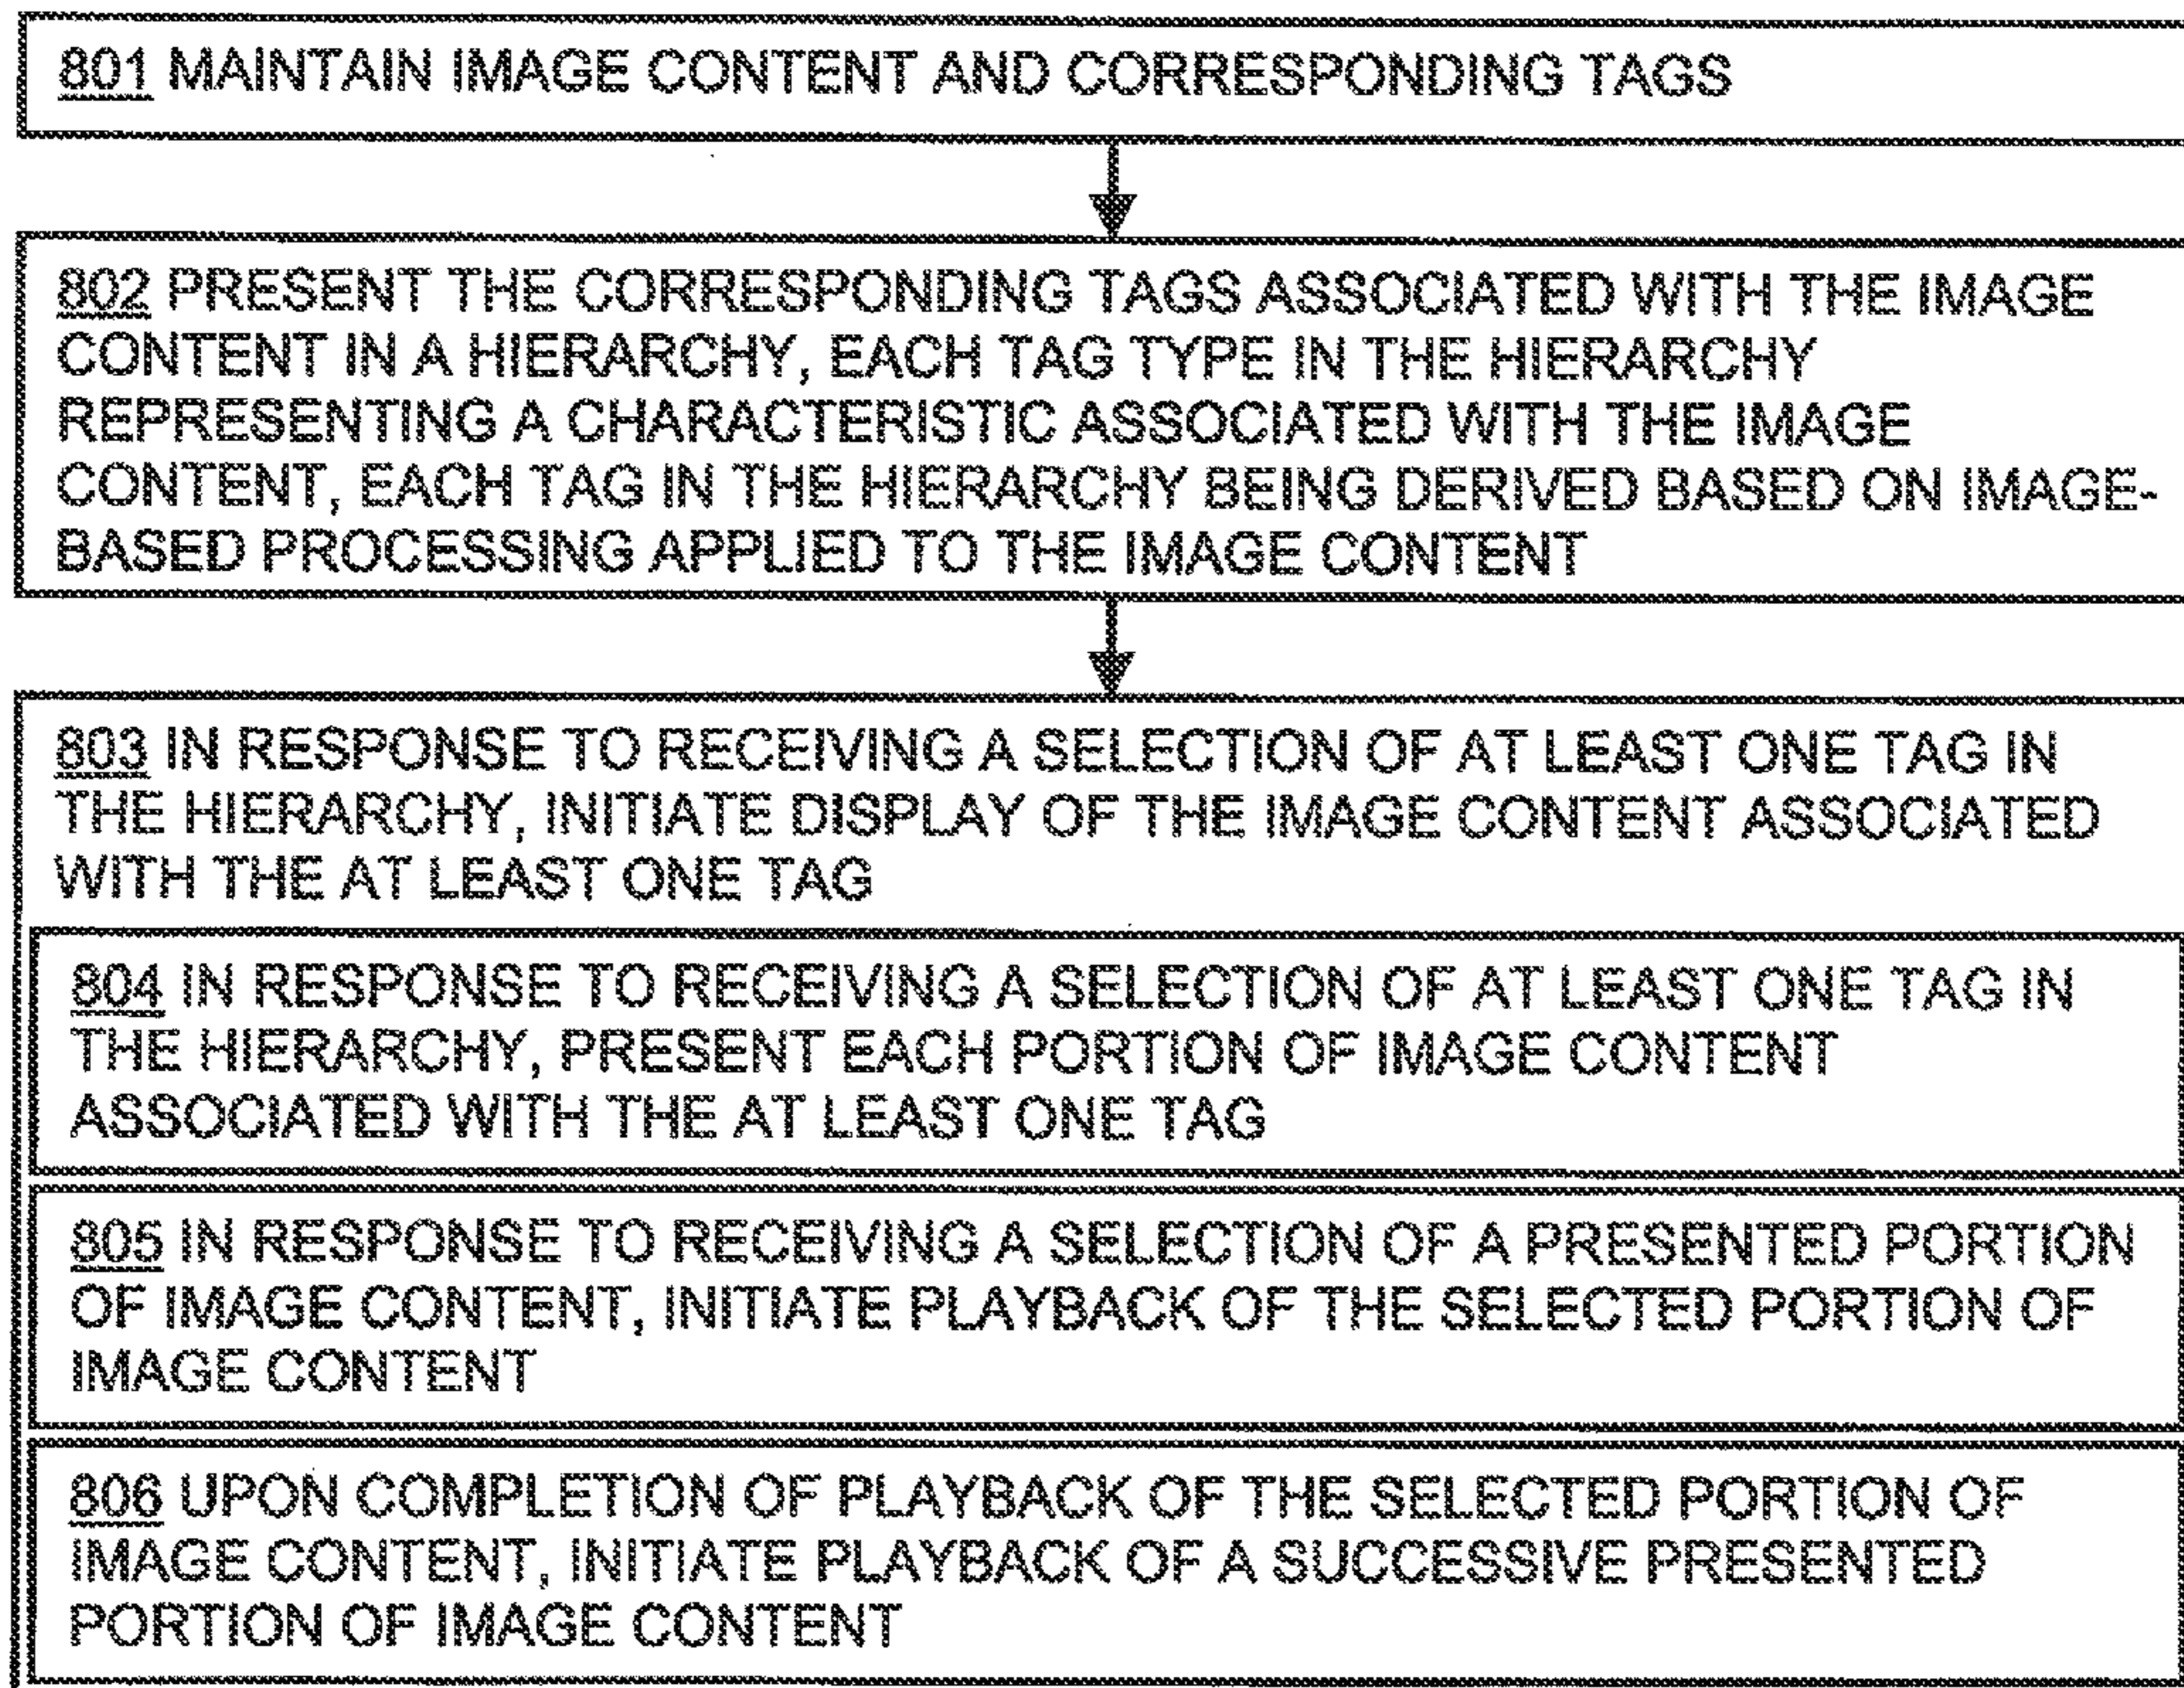 801 MAINTAIN IMAGE CONTENT AND CORRESPONDING TAGS
802 PRESENT THE CORRESPONDING TAGS ASSOCIATED WITH THE IMAGE
CONTENT IN A HIERARCHY, EACH TAG TYPE IN THE HIERARCHY
REPRESENTING A CHARACTERISTIC ASSOCIATED WITH THE IMAGE
CONTENT, EACH TAG IN THE HIERARCHY BEING DERIVED BASED ON IMAGE-
BASED PROCESSING APPLIED TO THE IMAGE CONTENT
803 IN RESPONSE TO RECEIVING A SELECTION OF AT LEAST ONE TAG IN
THE HIERARCHY, INITIATE DISPLAY OF THE IMAGE CONTENT ASSOCIATED
WITH THE AT LEAST ONE TAG
804 IN RESPONSE TO RECEIVING A SELECTION OF AT LEAST ONE TAG IN
THE HIERARCHY, PRESENT EACH PORTION OF IMAGE CONTENT
ASSOCIATED WITH THE AT LEAST ONE TAG
805 IN RESPONSE TO RECEIVING A SELECTION OF A PRESENTED PORTION
OF IMAGE CONTENT, INITIATE PLAYBACK OF THE SELECTED PORTION OF
IMAGE CONTENT
806 UPON COMPLETION OF PLAYBACK OF THE SELECTED PORTION OF
IMAGE CONTENT, INITIATE PLAYBACK OF A SUCCESSIVE PRESENTED
PORTION OF IMAGE CONTENT